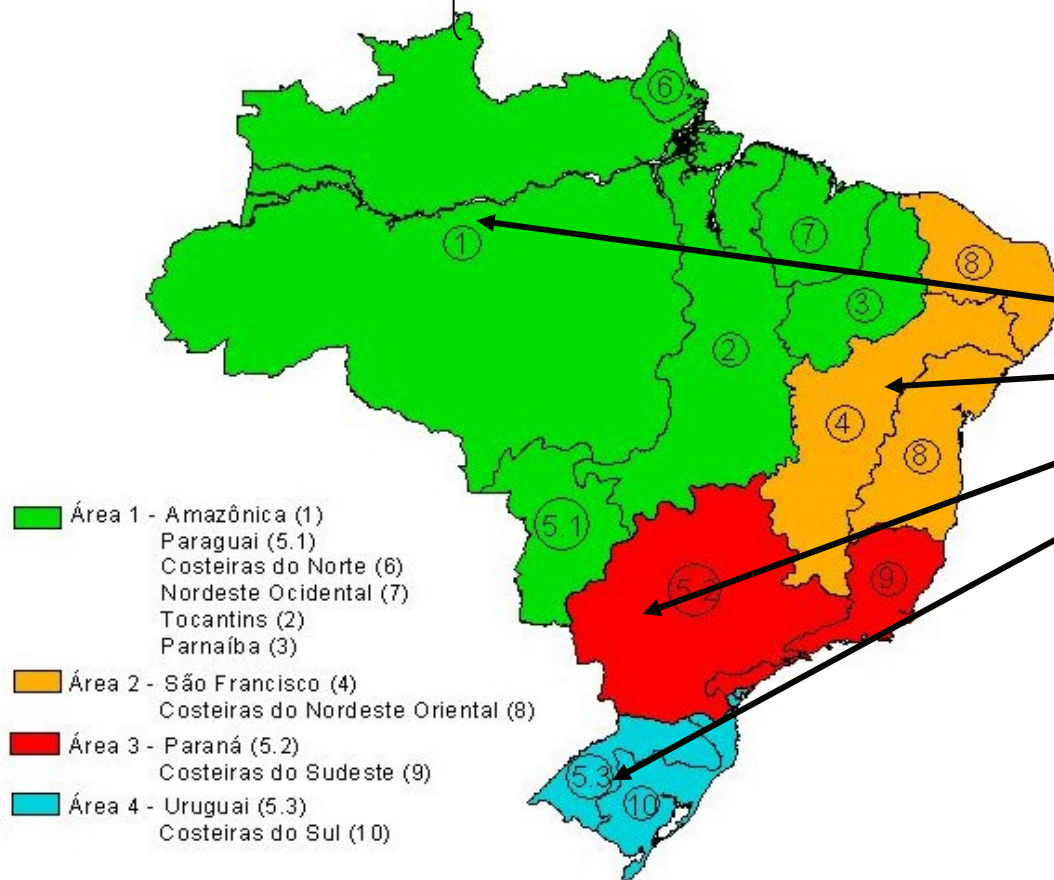 6
1
7
8
3
2
4
8
5.1
5.2
9
5.3
10
Área 1 - Amazônica (1)
Paraguai (5.1)
Costeiras do Norte (6)
Nordeste Ocidental (7)
Tocantins (2)
Parnaíba (3)
Área 2 - São Francisco (4)
Costeiras do Nordeste Oriental (8)
Área 3 - Paraná (5.2)
Costeiras do Sudeste (9)
Área 4 - Uruguai (5.3)
Costeiras do Sul (10)